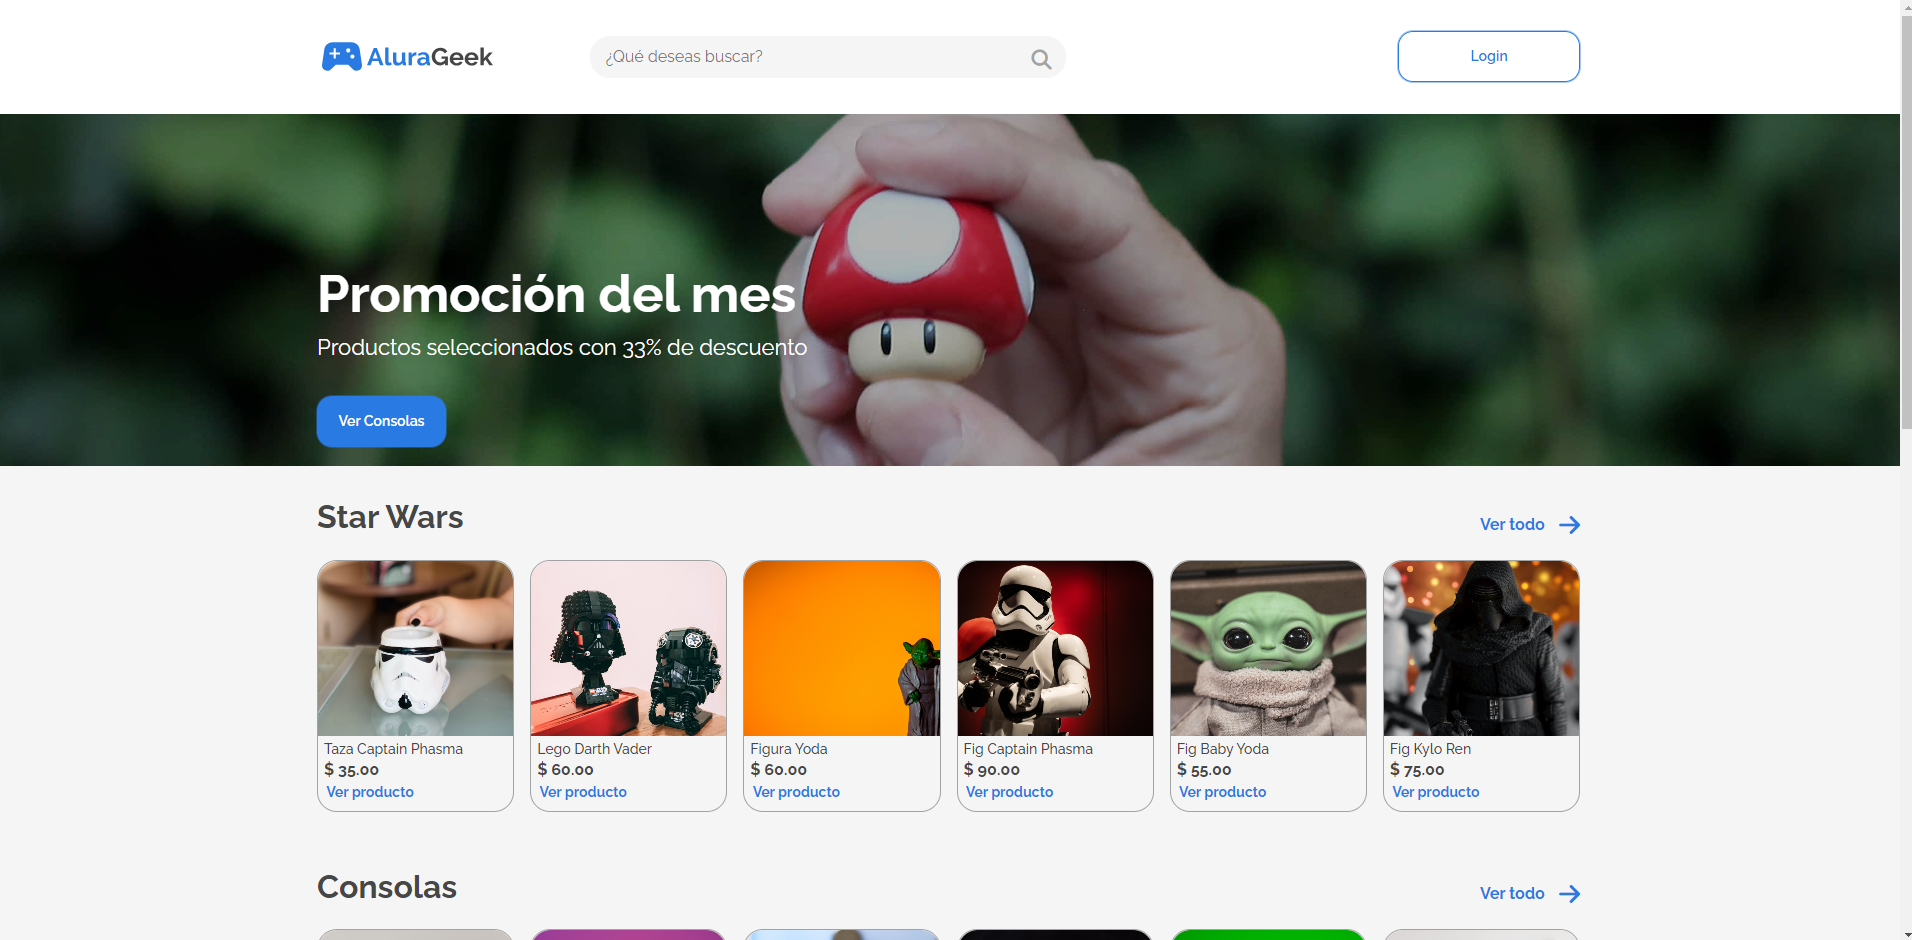 AluraGeek
¿Qué deseas buscar?
Login
Promoción del mes
Productos seleccionados con 33% de descuento
Ver Consolas
Star Wars
Ver todo
Taza Captain Phasma
$ 35.00
Ver producto
Lego Darth Vader
$ 60.00
Ver producto
Figura Yoda
$ 60.00
Ver producto
Fig Captain Phasma
$ 90.00
Ver producto
Fig Baby Yoda
$ 55.00
Ver producto
Fig Kylo Ren
$ 75.00
Ver producto
Consolas
Ver todo